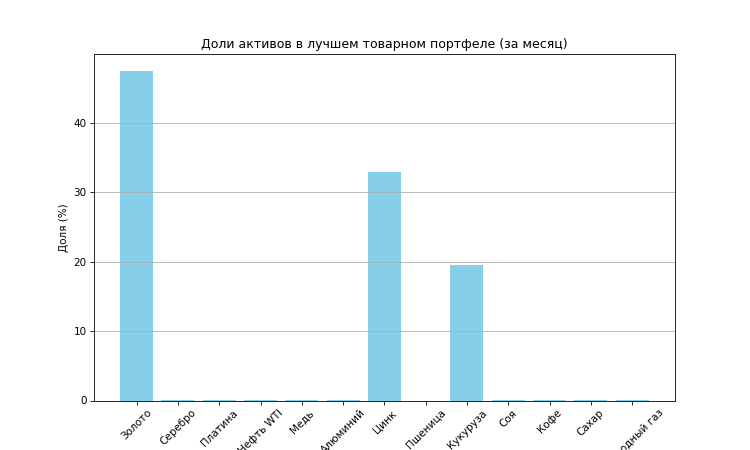 Доли активов в лучшем товарном портфеле (за месяц)
Доля (%)
40
30
20
10
0
Золото
Серебро
Платина
Нефть WTI
Медь
Алюминий
Цинк
Пшеница
Кукуруза
Соя
Кофе
Сахар
одный газ